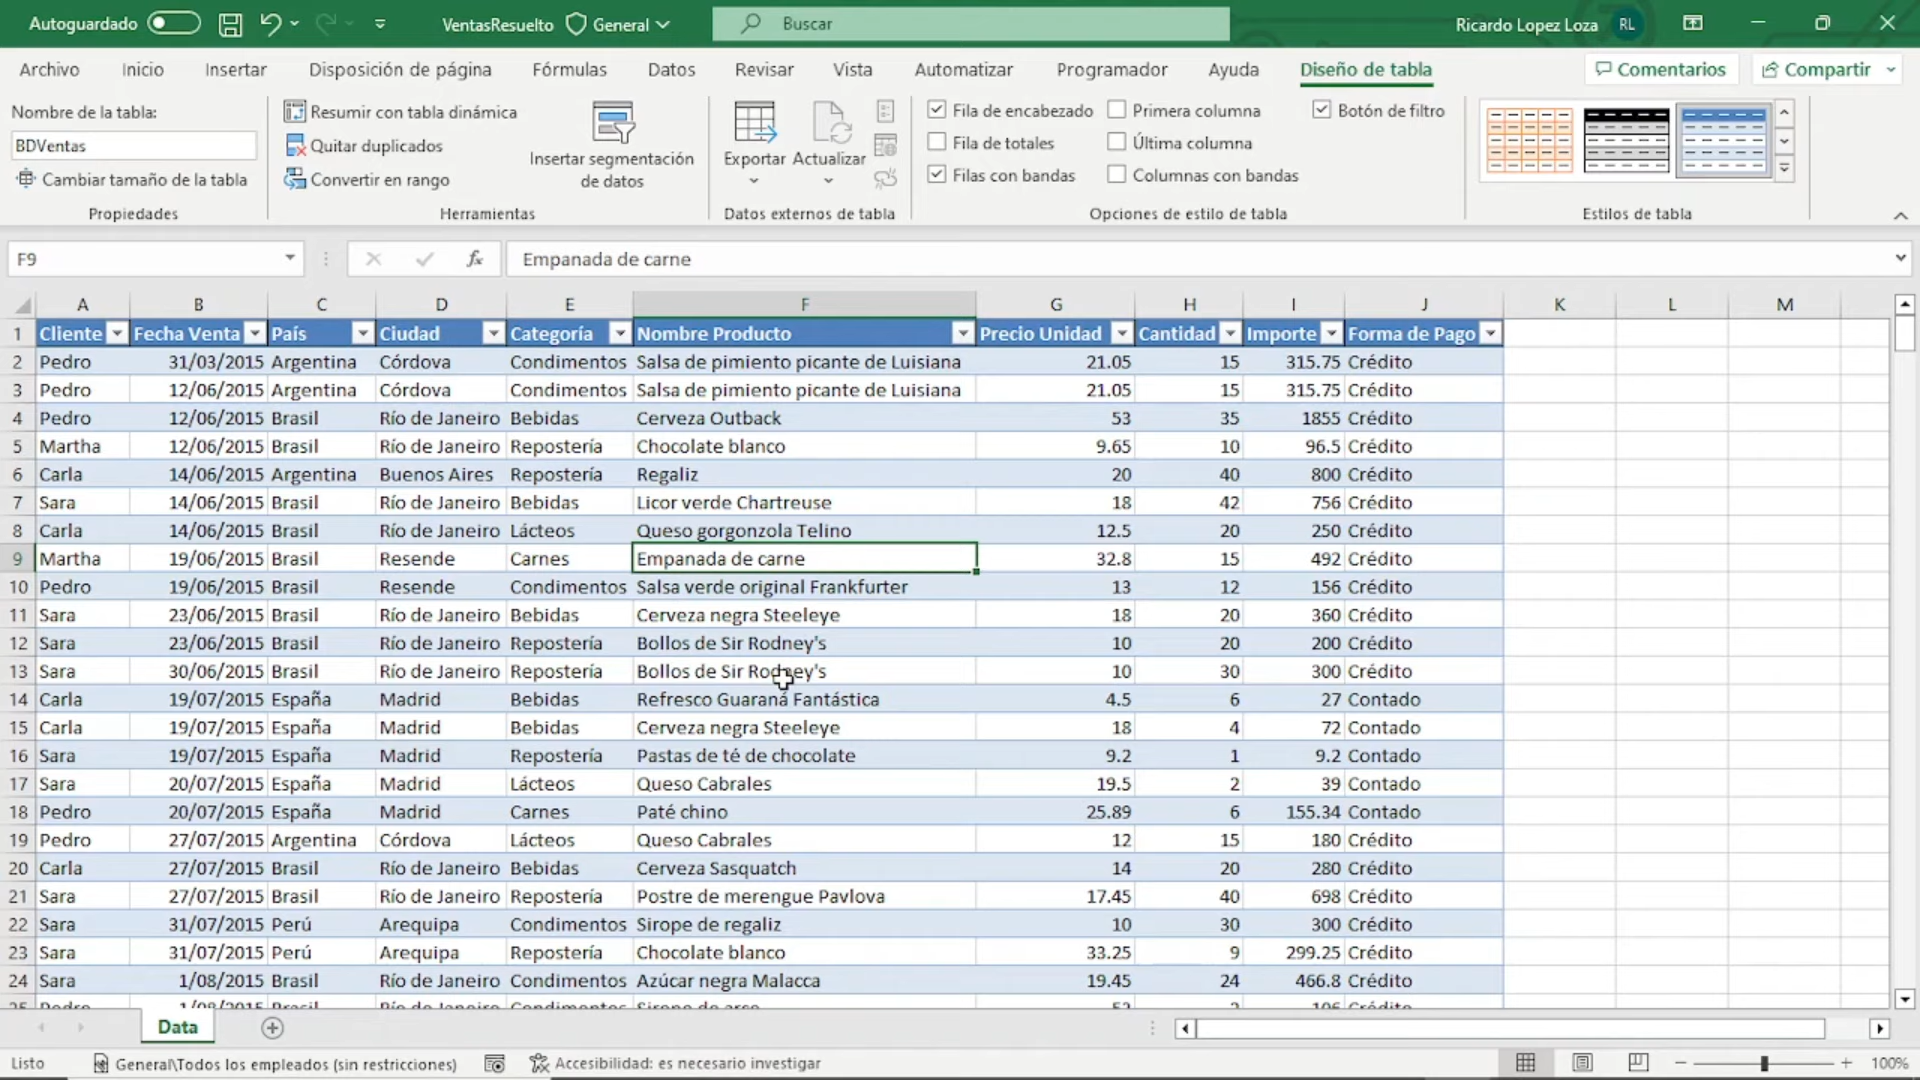 Autoguardado VentasResuelto General Buscar Ricardo Lopez Loza RL
Archivo Inicio Insertar Disposición de página Fórmulas Datos Revisar Vista Automatizar Programador Ayuda Diseño de tabla Comentarios Compartir
Nombre de la tabla:
BDVentas
Cambiar tamaño de la tabla
Propiedades
Resumir con tabla dinámica
Quitar duplicados
Convertir en rango
Insertar segmentación
de datos
Herramientas
Exportar Actualizar
Datos externos de tabla
Fila de encabezado Primera columna Botón de filtro
Fila de totales Última columna
Filas con bandas Columnas con bandas
Opciones de estilo de tabla
Estilos de tabla
F9 fx Empanada de carne
A B C D E F G H I J K L M
1 Cliente Fecha Venta País Ciudad Categoría Nombre Producto Precio Unidad Cantidad Importe Forma de Pago
2 Pedro 31/03/2015 Argentina Córdova Condimentos Salsa de pimiento picante de Luisiana 21.05 15 315.75 Crédito
3 Pedro 12/06/2015 Argentina Córdova Condimentos Salsa de pimiento picante de Luisiana 21.05 15 315.75 Crédito
4 Pedro 12/06/2015 Brasil Río de Janeiro Bebidas Cerveza Outback 53 35 1855 Crédito
5 Martha 12/06/2015 Brasil Río de Janeiro Repostería Chocolate blanco 9.65 10 96.5 Crédito
6 Carla 14/06/2015 Argentina Buenos Aires Repostería Regaliz 20 40 800 Crédito
7 Sara 14/06/2015 Brasil Río de Janeiro Bebidas Licor verde Chartreuse 18 42 756 Crédito
8 Carla 14/06/2015 Brasil Río de Janeiro Lácteos Queso gorgonzola Telino 12.5 20 250 Crédito
9 Martha 19/06/2015 Brasil Resende Carnes Empanada de carne 32.8 15 492 Crédito
10 Pedro 19/06/2015 Brasil Resende Condimentos Salsa verde original Frankfurter 13 12 156 Crédito
11 Sara 23/06/2015 Brasil Río de Janeiro Bebidas Cerveza negra Steeleye 18 20 360 Crédito
12 Sara 23/06/2015 Brasil Río de Janeiro Repostería Bollos de Sir Rodney's 10 20 200 Crédito
13 Sara 30/06/2015 Brasil Río de Janeiro Repostería Bollos de Sir Rodney's 10 30 300 Crédito
14 Carla 19/07/2015 España Madrid Bebidas Refresco Guaraná Fantástica 4.5 6 27 Contado
15 Carla 19/07/2015 España Madrid Bebidas Cerveza negra Steeleye 18 4 72 Contado
16 Sara 19/07/2015 España Madrid Repostería Pastas de té de chocolate 9.2 1 9.2 Contado
17 Sara 20/07/2015 España Madrid Lácteos Queso Cabrales 19.5 2 39 Contado
18 Pedro 20/07/2015 España Madrid Carnes Paté chino 25.89 6 155.34 Contado
19 Pedro 27/07/2015 Argentina Córdova Lácteos Queso Cabrales 12 15 180 Crédito
20 Carla 27/07/2015 Brasil Río de Janeiro Bebidas Cerveza Sasquatch 14 20 280 Crédito
21 Sara 27/07/2015 Brasil Río de Janeiro Repostería Postre de merengue Pavlova 17.45 40 698 Crédito
22 Sara 31/07/2015 Perú Arequipa Condimentos Sirope de regaliz 10 30 300 Crédito
23 Sara 31/07/2015 Perú Arequipa Repostería Chocolate blanco 33.25 9 299.25 Crédito
24 Sara 1/08/2015 Brasil Río de Janeiro Condimentos Azúcar negra Malacca 19.45 24 466.8 Crédito
Data
Listo General\Todos los empleados (sin restricciones) Accesibilidad: es necesario investigar 100%